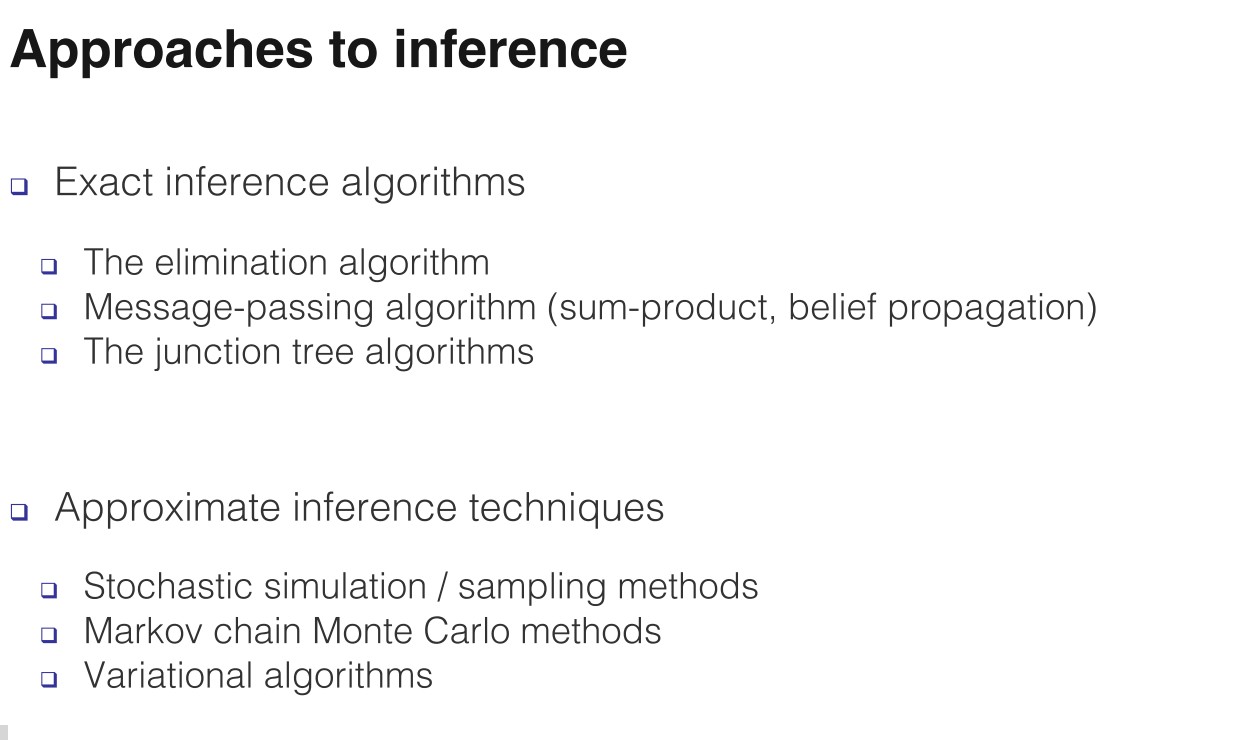 Approaches to inference
❑ Exact inference algorithms
❑ The elimination algorithm
❑ Message-passing algorithm (sum-product, belief propagation)
❑ The junction tree algorithms
❑ Approximate inference techniques
❑ Stochastic simulation / sampling methods
❑ Markov chain Monte Carlo methods
❑ Variational algorithms